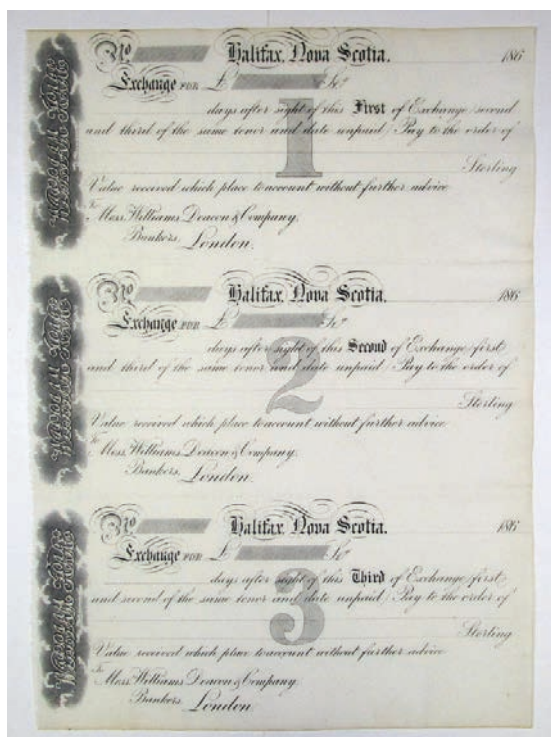 No Halifax, Nova Scotia. 186
Exchange FOR £ Stg
days after sight of this First of Exchange (second
and third of the same tenor and date unpaid) Pay to the order of
1
Sterling
Value received which place to account without further advice
To Mess. Williams Deacon & Company,
Bankers, London.
No Halifax, Nova Scotia. 186
Exchange FOR £ Stg
days after sight of this Second of Exchange (first
and third of the same tenor and date unpaid) Pay to the order of
2
Sterling
Value received which place to account without further advice
To Mess. Williams Deacon & Company,
Bankers, London.
No Halifax, Nova Scotia. 186
Exchange FOR £ Stg
days after sight of this Third of Exchange (first
and second of the same tenor and date unpaid) Pay to the order of
3
Sterling
Value received which place to account without further advice
To Mess. Williams Deacon & Company,
Bankers, London.